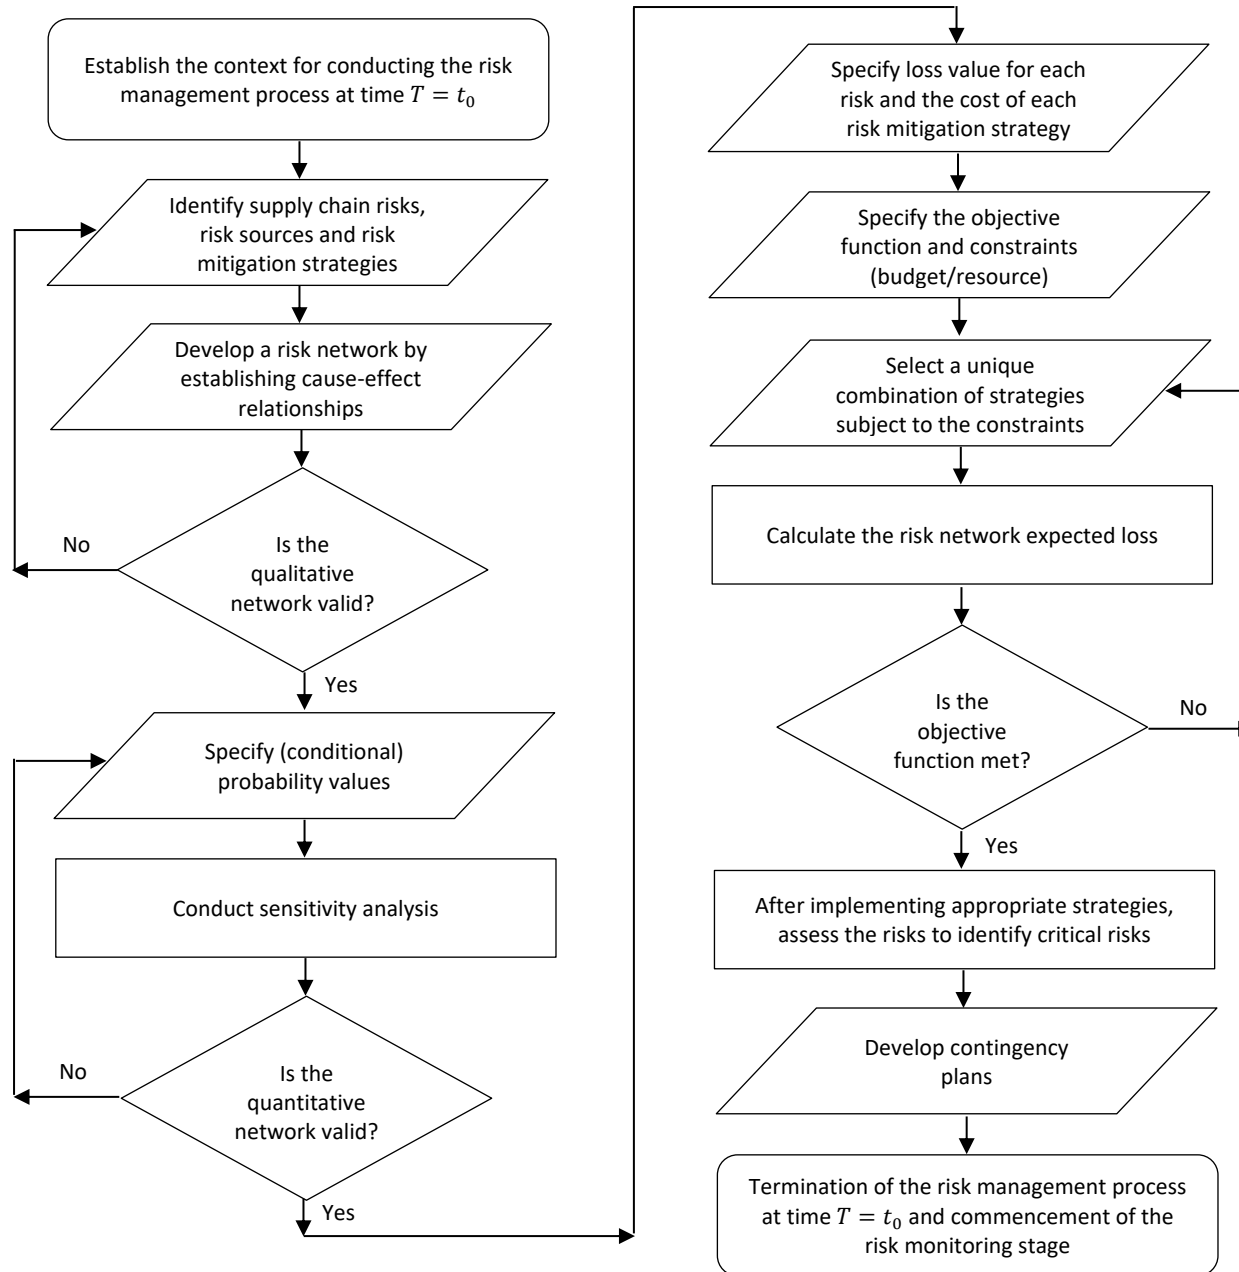 Establish the context for conducting the risk
management process at time T = t₀
Identify supply chain risks,
risk sources and risk
mitigation strategies
Develop a risk network by
establishing cause-effect
relationships
No
Is the
qualitative
network valid?
Yes
Specify (conditional)
probability values
Conduct sensitivity analysis
No
Is the
quantitative
network valid?
Yes
Specify loss value for each
risk and the cost of each
risk mitigation strategy
Specify the objective
function and constraints
(budget/resource)
Select a unique
combination of strategies
subject to the constraints
Calculate the risk network expected loss
Is the
objective
function met?
No
Yes
After implementing appropriate strategies,
assess the risks to identify critical risks
Develop contingency
plans
Termination of the risk management process
at time T = t₀ and commencement of the
risk monitoring stage